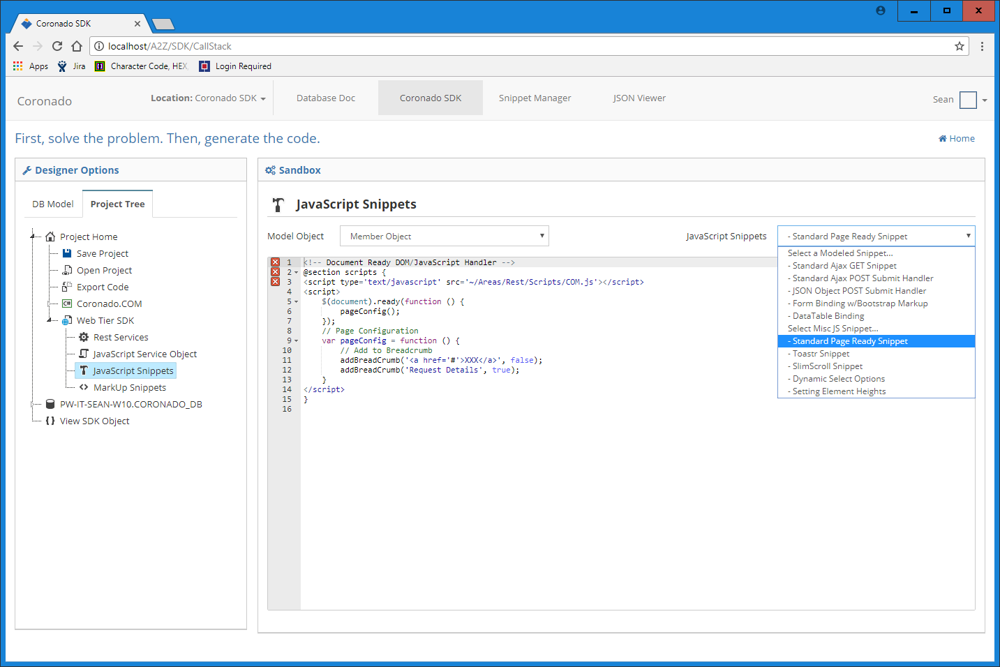 Coronado SDK
localhost/A2Z/SDK/CallStack
Apps Jira Character Code, HEX, Login Required
Coronado Location: Coronado SDK Database Doc Coronado SDK Snippet Manager JSON Viewer Sean
First, solve the problem. Then, generate the code. Home
Designer Options
DB Model Project Tree
Project Home
Save Project
Open Project
Export Code
C# Coronado.COM
Web Tier SDK
Rest Services
JavaScript Service Object
JavaScript Snippets
MarkUp Snippets
PW-IT-SEAN-W10.CORONADO_DB
View SDK Object
Sandbox
JavaScript Snippets
Model Object Member Object JavaScript Snippets - Standard Page Ready Snippet
1 <!-- Document Ready DOM/JavaScript Handler -->
2 @section scripts {
3 <script type='text/javascript' src='~/Areas/Rest/Scripts/COM.js'></script>
4 <script>
5 $(document).ready(function () {
6 pageConfig();
7 });
8 // Page Configuration
9 var pageConfig = function () {
10 // Add to Breadcrumb
11 addBreadCrumb('<a href='#'>XXX</a>', false);
12 addBreadCrumb('Request Details', true);
13 }
14 </script>
15 }
16
Select a Modeled Snippet...
- Standard Ajax GET Snippet
- Standard Ajax POST Submit Handler
- JSON Object POST Submit Handler
- Form Binding w/Bootstrap Markup
- DataTable Binding
Select Misc JS Snippet...
- Standard Page Ready Snippet
- Toastr Snippet
- SlimScroll Snippet
- Dynamic Select Options
- Setting Element Heights